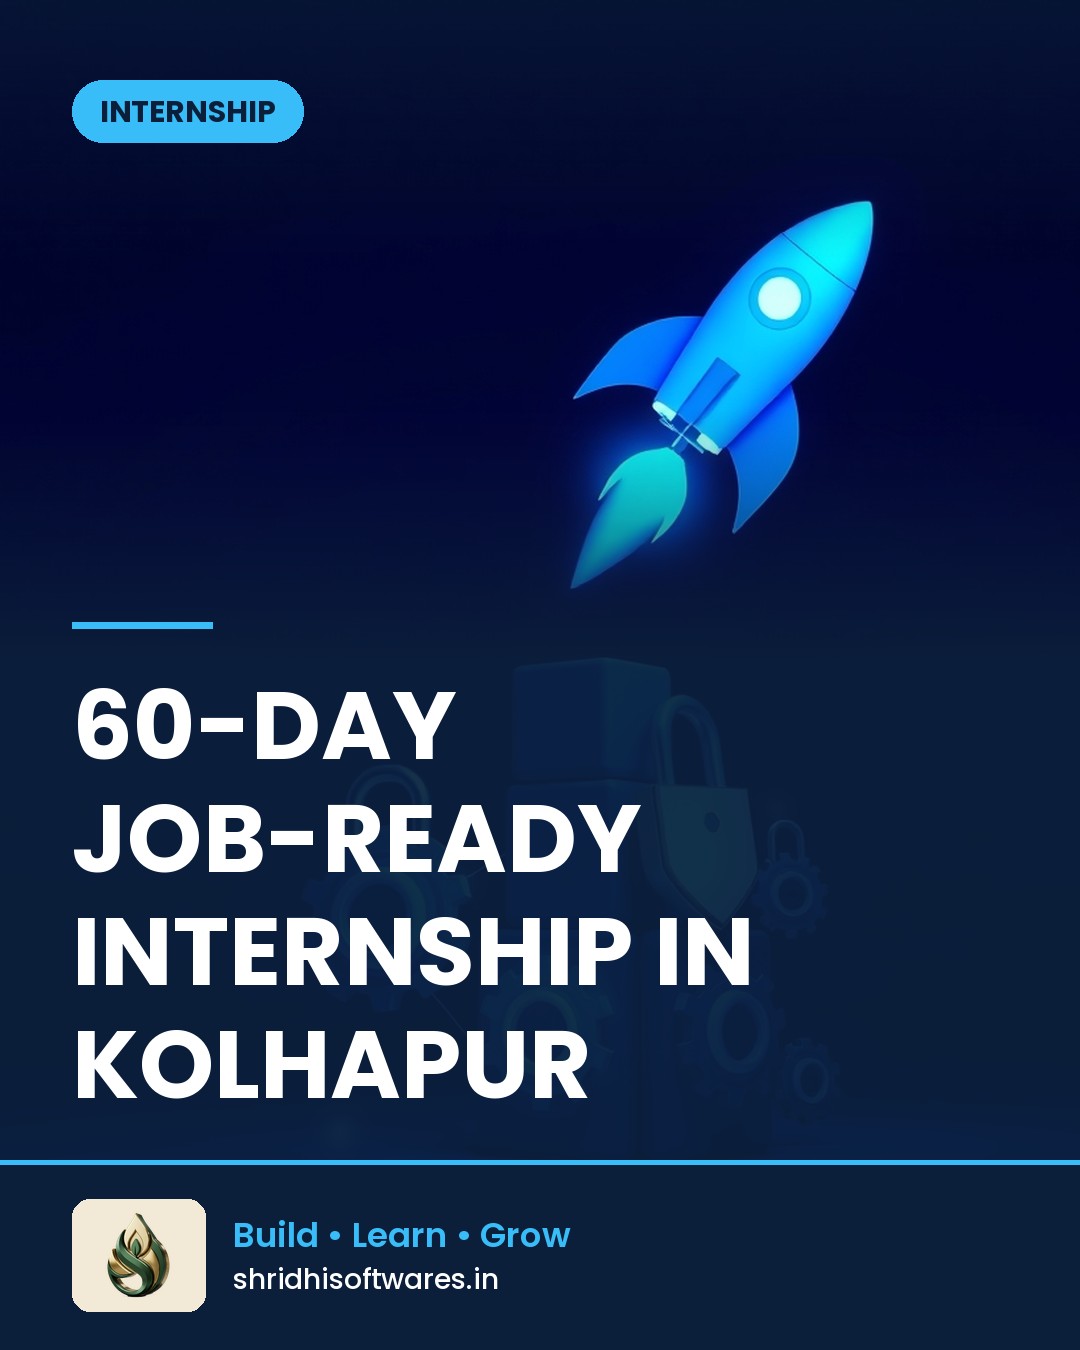 INTERNSHIP
60-DAY
JOB-READY
INTERNSHIP IN
KOLHAPUR
Build • Learn • Grow
shridhisoftwares.in